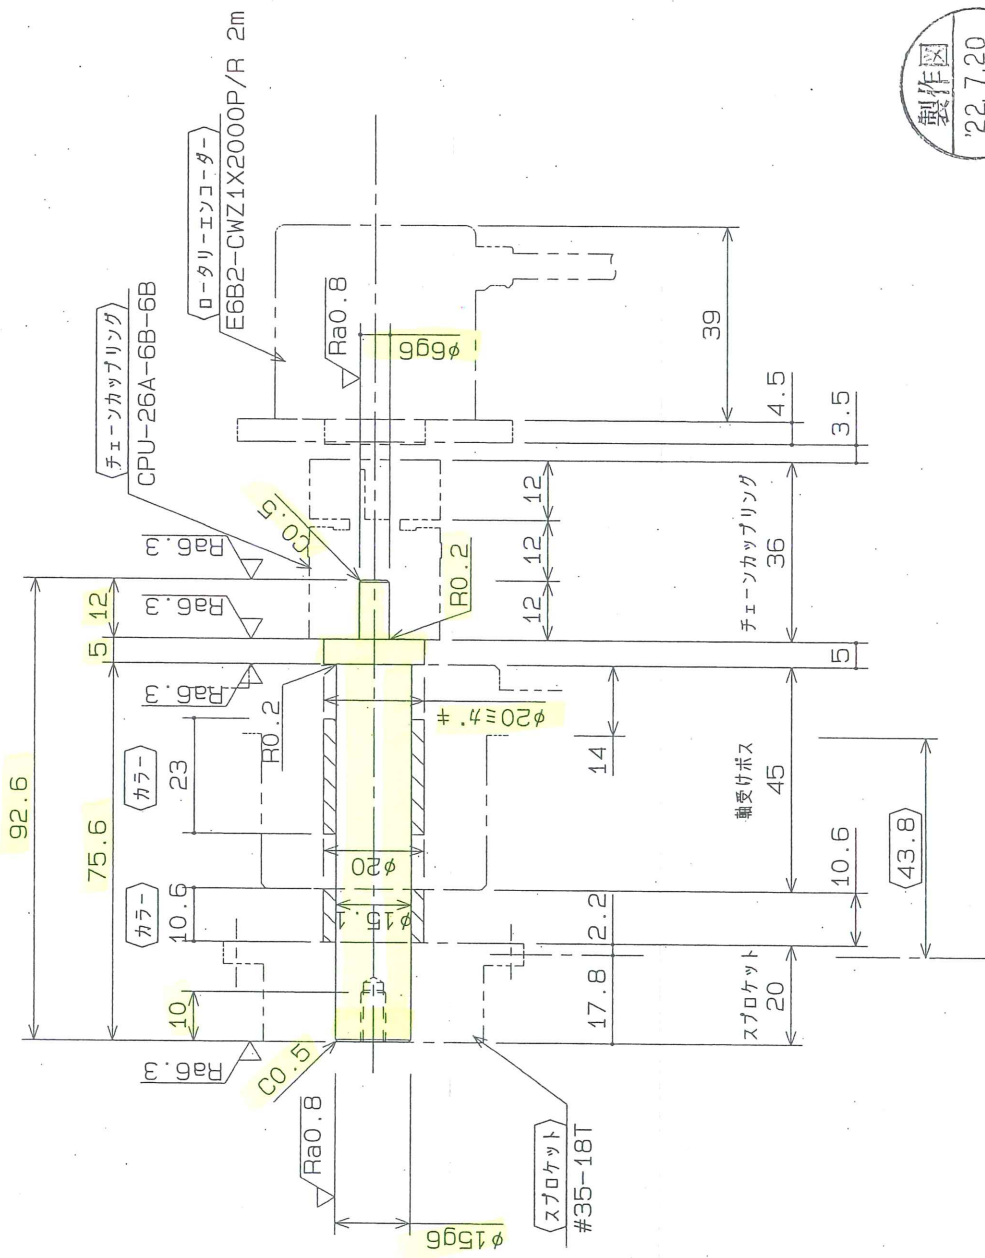 製作図
'22.7.20
ロータリーエンコーダー
E6B2-CWZ1X2000P/R 2m
チェーンカップリング
CPU-26A-6B-6B
Ra0.8
φ6g6
39
4.5
3.5
C0.5
Ra6.3
Ra6.3
Ra6.3
12
12
12
チェーンカップリング
36
R0.2
92.6
12
5
75.6
5
R0.2
φ20ミガキ
14
カラー
23
軸受けボス
45
φ20
カラー
10.6
φ15.1
10.6
43.8
2.2
17.8
スプロケット
20
10
Ra6.3
C0.5
Ra0.8
φ15g6
スプロケット
#35-18T